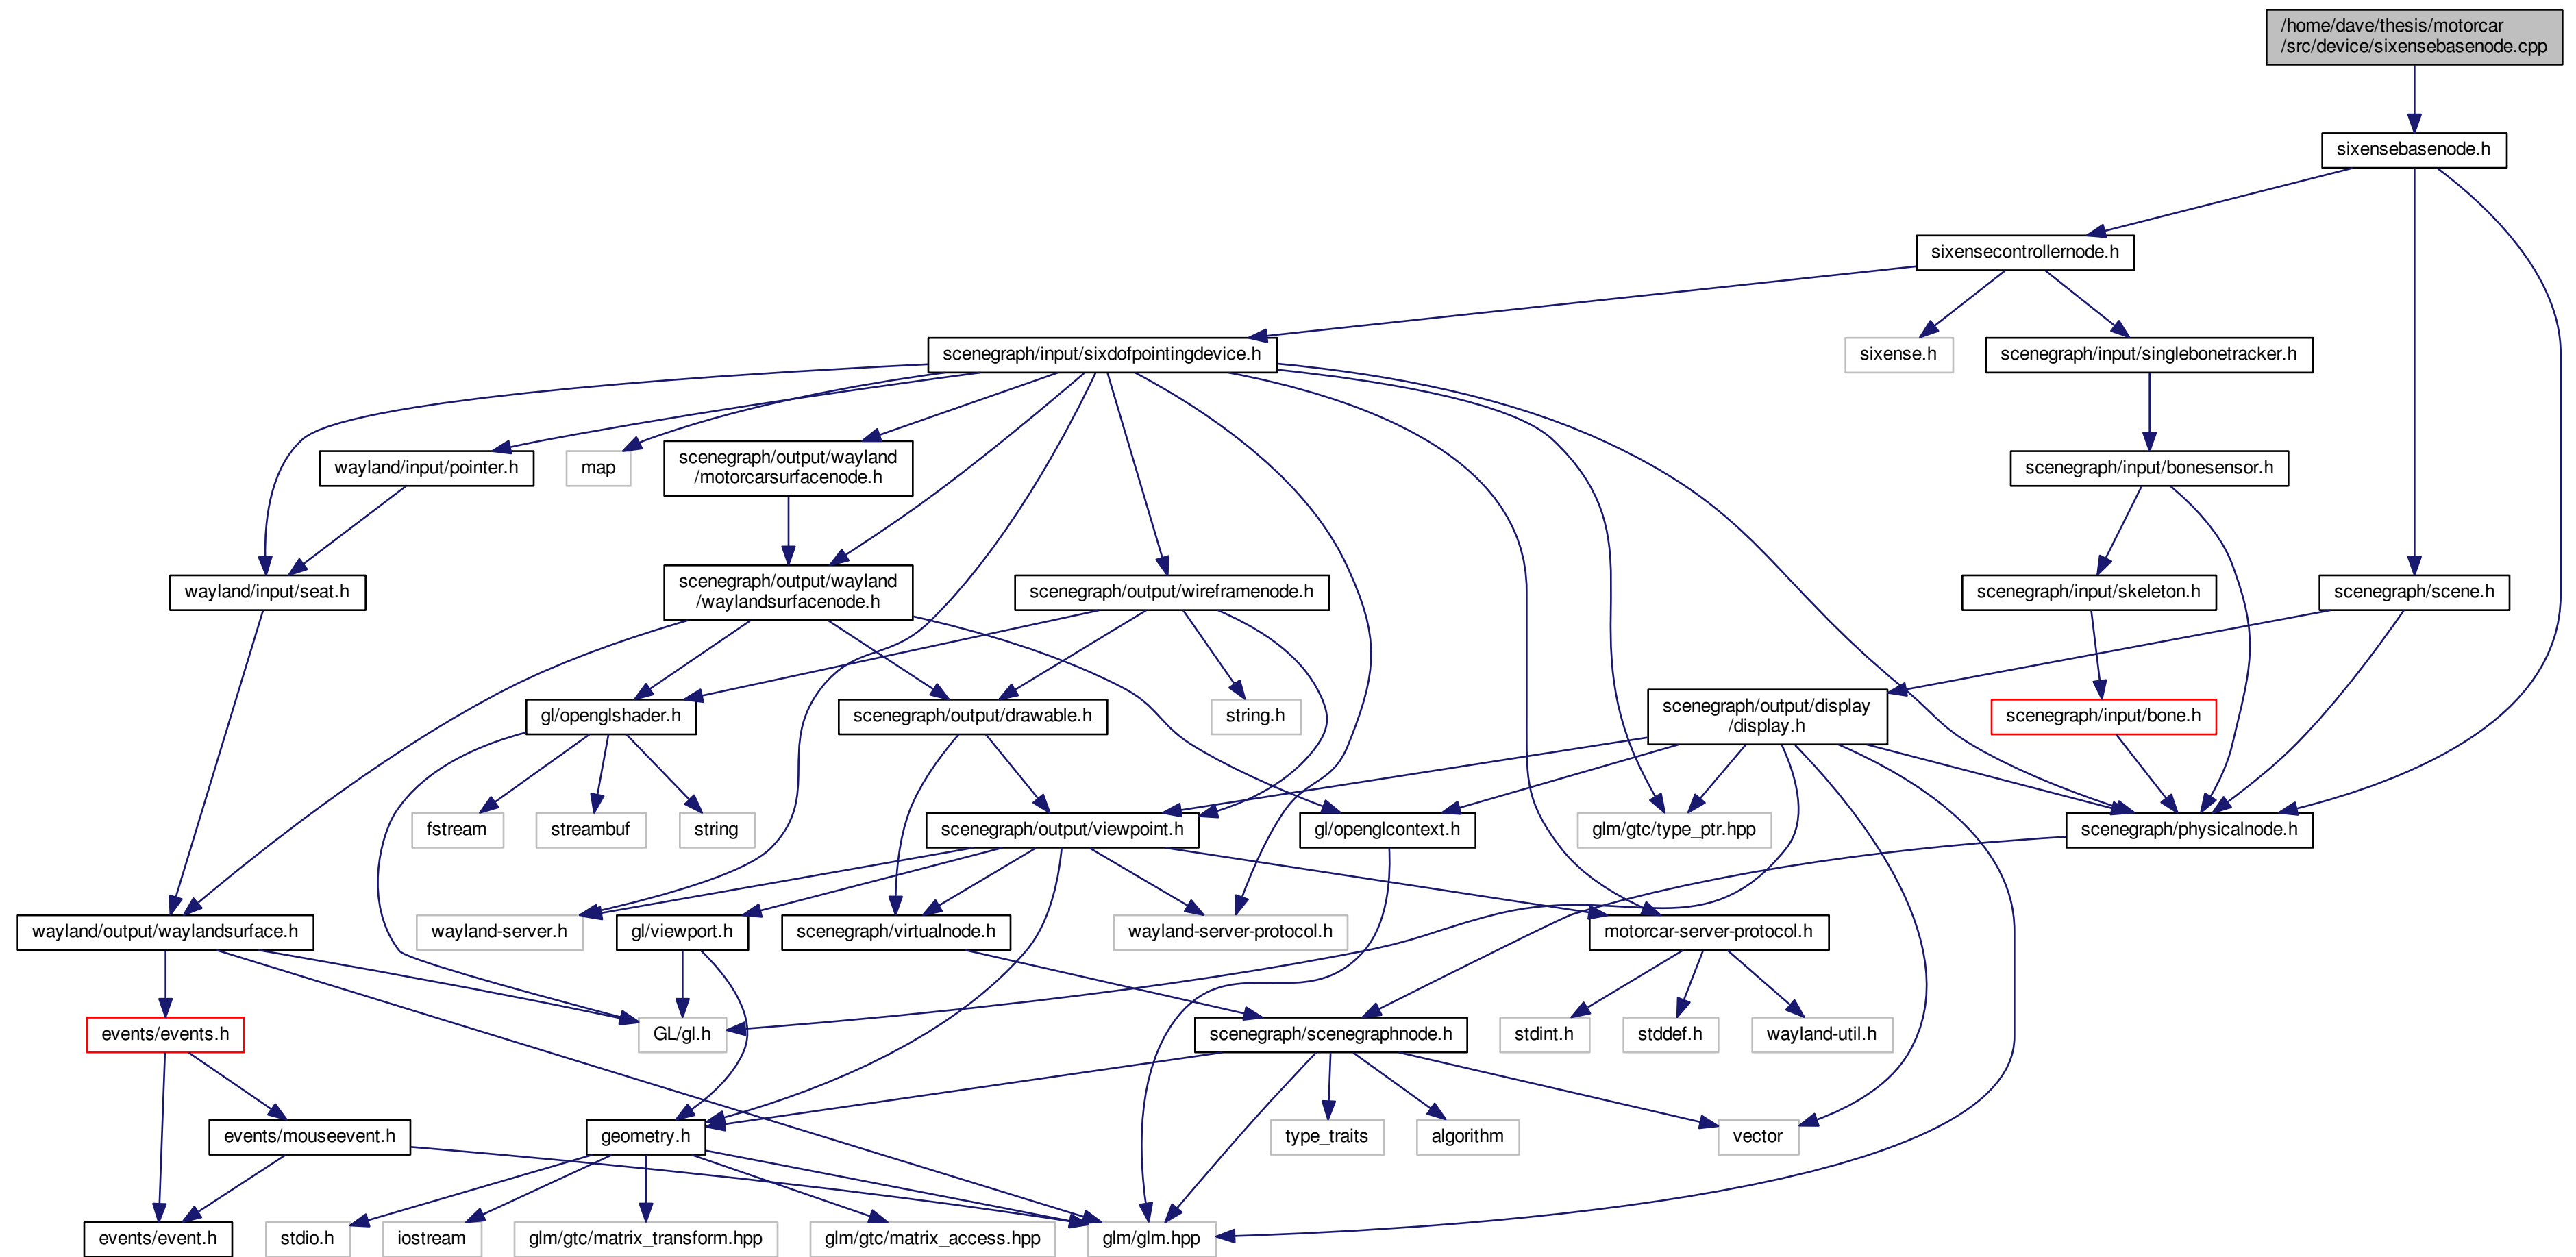 /home/dave/thesis/motorcar
/src/device/sixensebasenode.cpp
sixensebasenode.h
sixensecontrollernode.h
scenegraph/input/sixdofpointingdevice.h
sixense.h
scenegraph/input/singlebonetracker.h
wayland/input/pointer.h
map
scenegraph/output/wayland
/motorcarsurfacenode.h
scenegraph/input/bonesensor.h
wayland/input/seat.h
scenegraph/output/wayland
/waylandsurfacenode.h
scenegraph/output/wireframenode.h
scenegraph/input/skeleton.h
scenegraph/scene.h
gl/openglshader.h
scenegraph/output/drawable.h
string.h
scenegraph/output/display
/display.h
scenegraph/input/bone.h
fstream
streambuf
string
scenegraph/output/viewpoint.h
gl/openglcontext.h
glm/gtc/type_ptr.hpp
scenegraph/physicalnode.h
wayland/output/waylandsurface.h
wayland-server.h
gl/viewport.h
scenegraph/virtualnode.h
wayland-server-protocol.h
motorcar-server-protocol.h
events/events.h
GL/gl.h
scenegraph/scenegraphnode.h
stdint.h
stddef.h
wayland-util.h
events/mouseevent.h
geometry.h
type_traits
algorithm
vector
events/event.h
stdio.h
iostream
glm/gtc/matrix_transform.hpp
glm/gtc/matrix_access.hpp
glm/glm.hpp